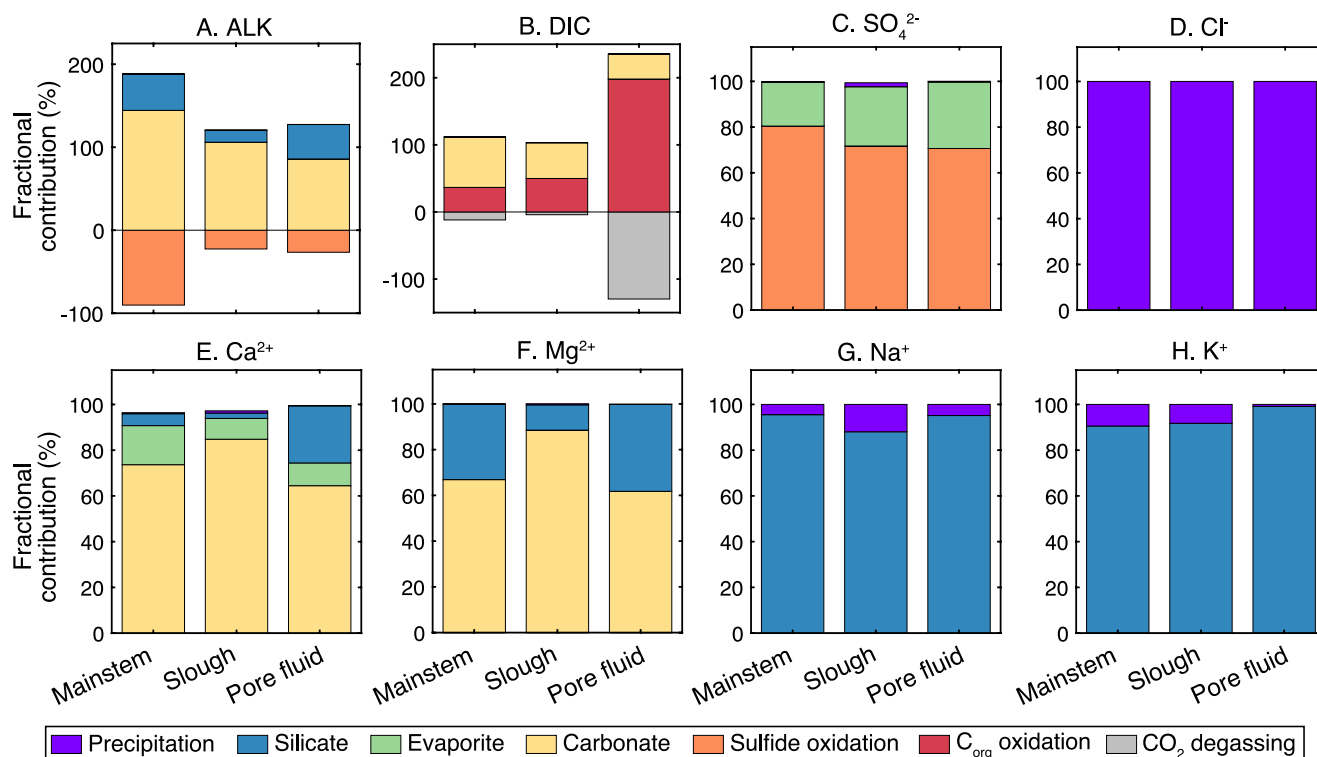 A. ALK
B. DIC
C. SO₄²⁻
D. Cl⁻
Fractional contribution (%)
200
100
0
-100
200
100
0
-100
100
80
60
40
20
0
100
80
60
40
20
0
E. Ca²⁺
F. Mg²⁺
G. Na⁺
H. K⁺
Fractional contribution (%)
100
80
60
40
20
0
100
80
60
40
20
0
100
80
60
40
20
0
100
80
60
40
20
0
Mainstem Slough Pore fluid
Mainstem Slough Pore fluid
Mainstem Slough Pore fluid
Mainstem Slough Pore fluid
Precipitation Silicate Evaporite Carbonate Sulfide oxidation C_org oxidation CO₂ degassing